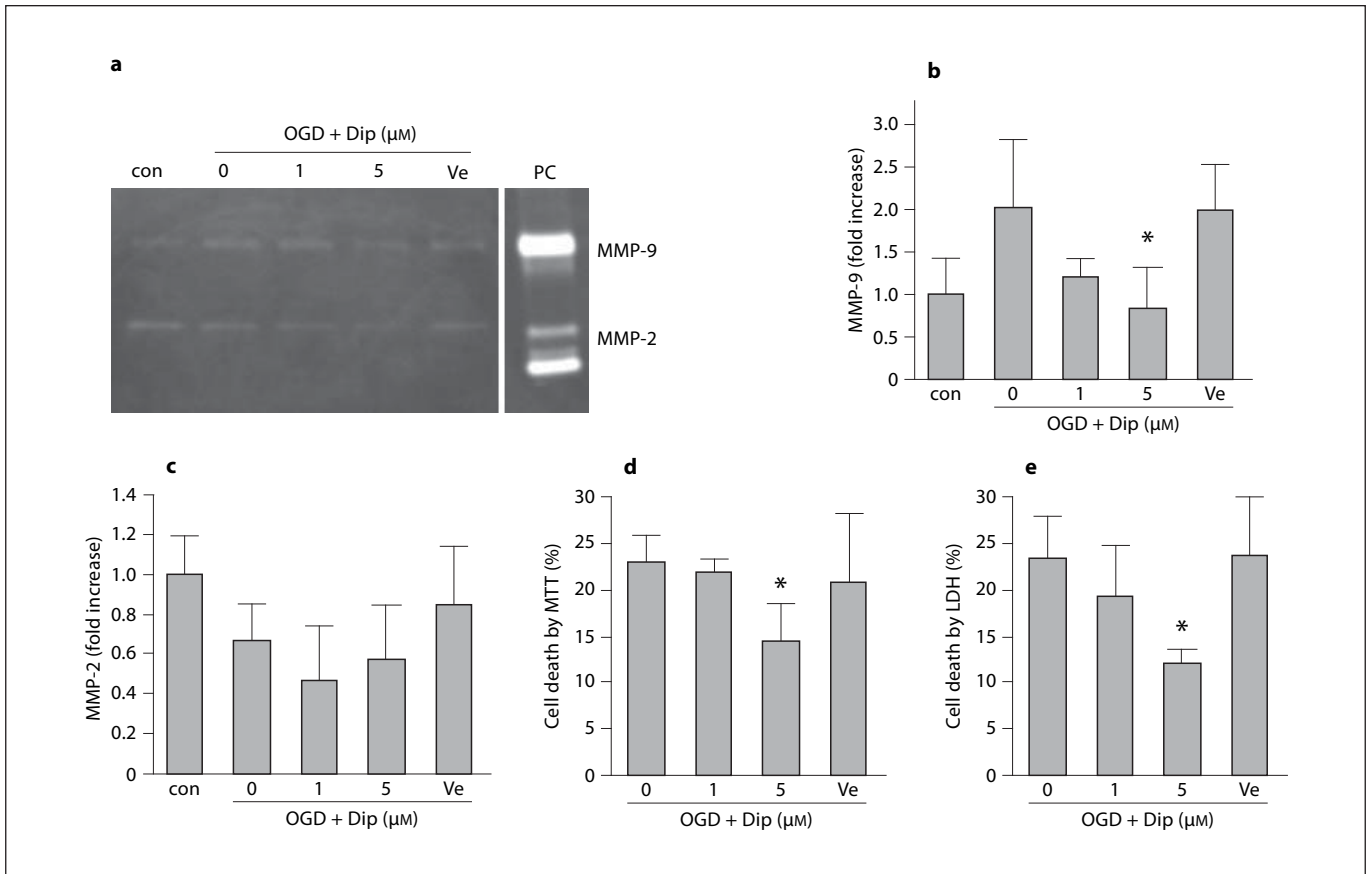 a
OGD + Dip (µM)
con 0 1 5 Ve PC
MMP-9
MMP-2
b
MMP-9 (fold increase)
3.0
2.5
2.0
1.5
1.0
0.5
0
*
con 0 1 5 Ve
OGD + Dip (µM)
c
MMP-2 (fold increase)
1.4
1.2
1.0
0.8
0.6
0.4
0.2
0
con 0 1 5 Ve
OGD + Dip (µM)
d
Cell death by MTT (%)
30
25
20
15
10
5
0
*
0 1 5 Ve
OGD + Dip (µM)
e
Cell death by LDH (%)
30
25
20
15
10
5
0
*
0 1 5 Ve
OGD + Dip (µM)